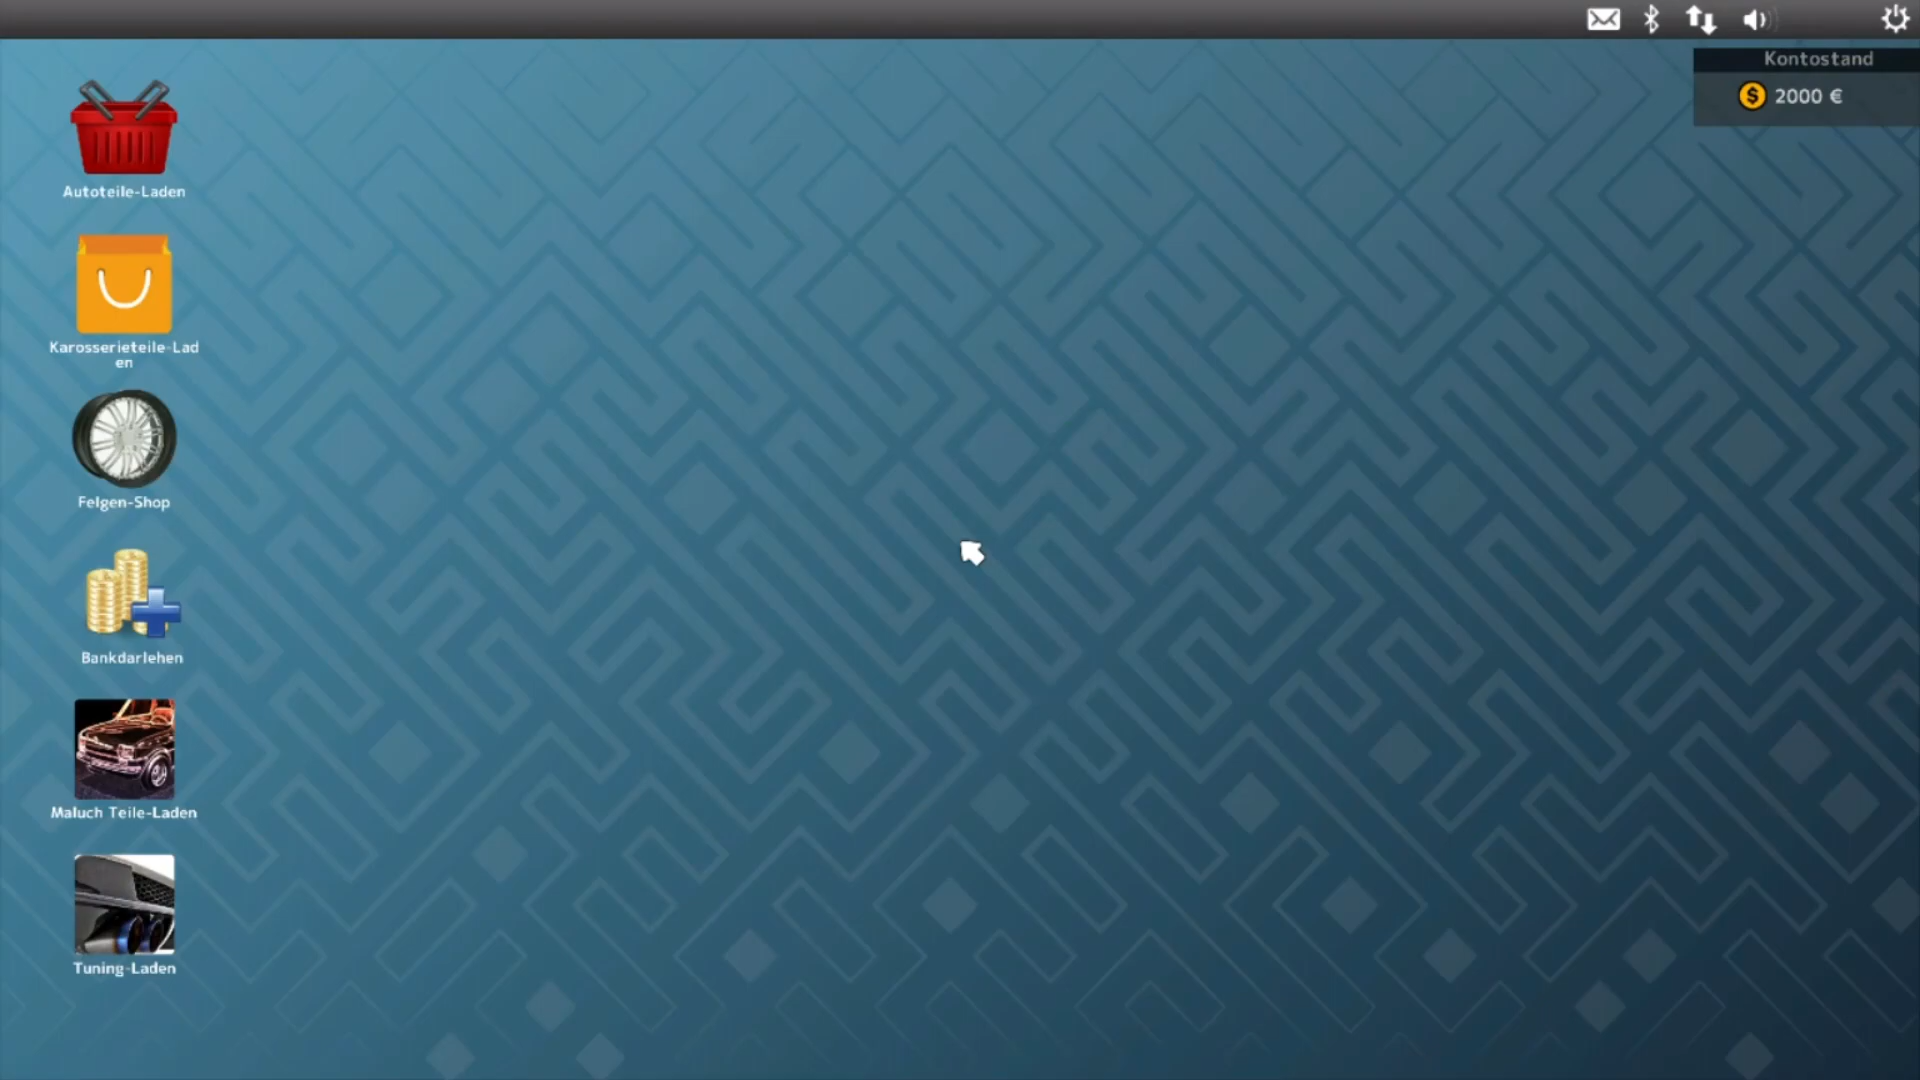 Kontostand
2000 €
Autoteile-Laden
Karosserieteile-Lad
en
Felgen-Shop
Bankdarlehen
Maluch Teile-Laden
Tuning-Laden